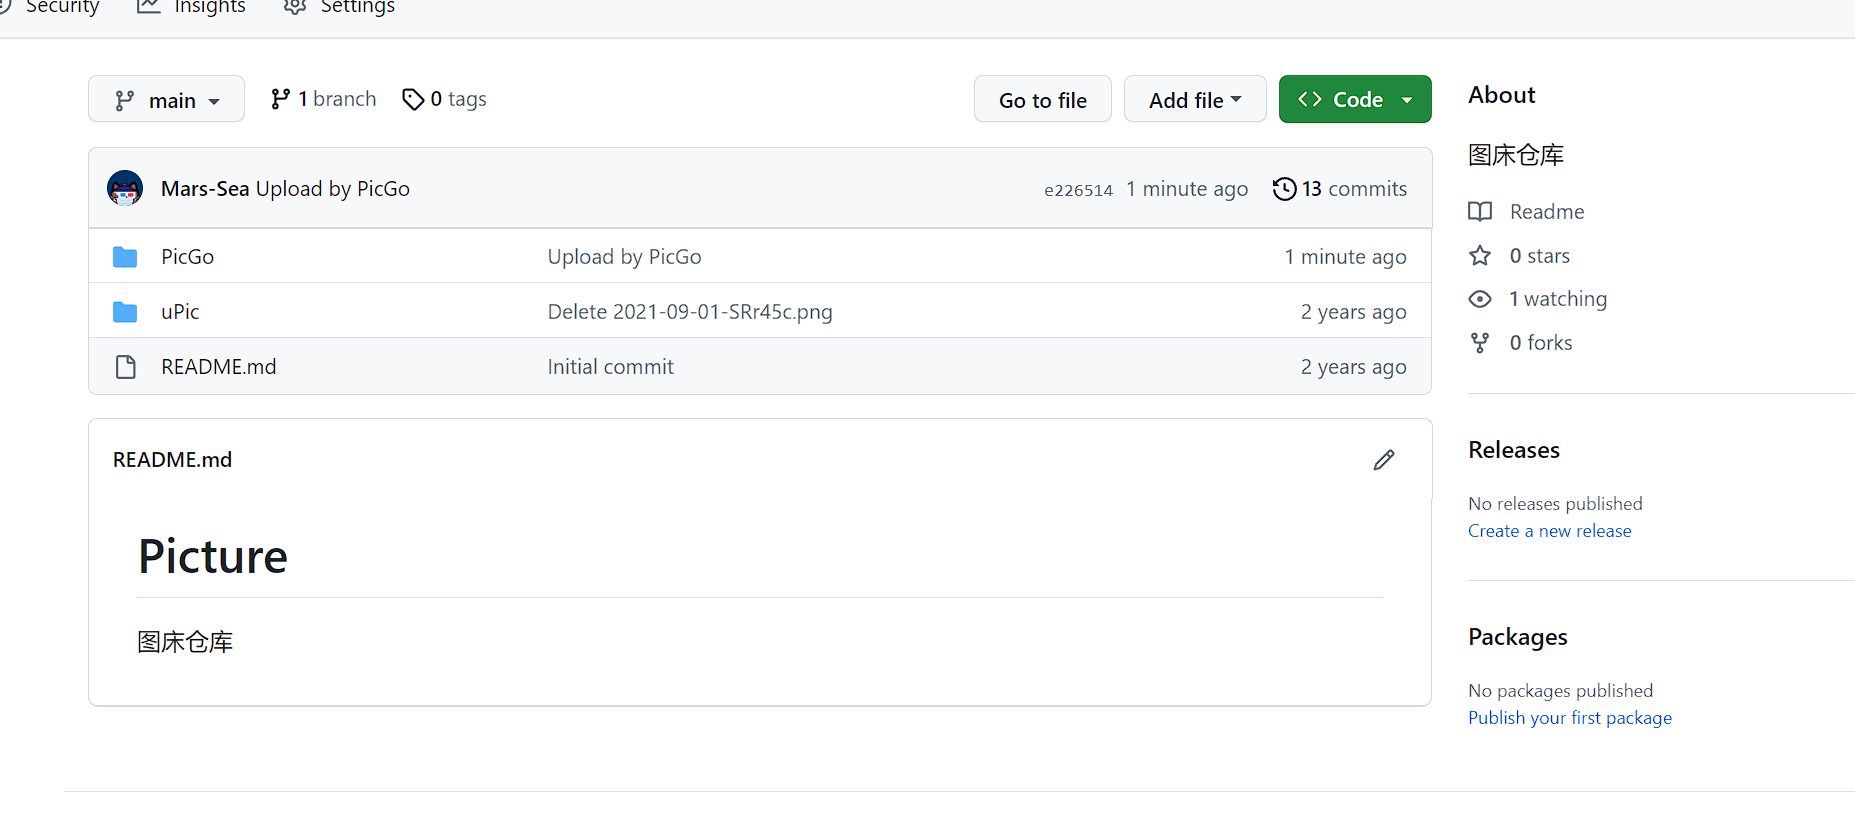 Security Insights Settings
main 1 branch 0 tags Go to file Add file Code
Mars-Sea Upload by PicGo e226514 1 minute ago 13 commits
PicGo Upload by PicGo 1 minute ago
uPic Delete 2021-09-01-SRr45c.png 2 years ago
README.md Initial commit 2 years ago
README.md
Picture
图床仓库
About
图床仓库
Readme
0 stars
1 watching
0 forks
Releases
No releases published
Create a new release
Packages
No packages published
Publish your first package